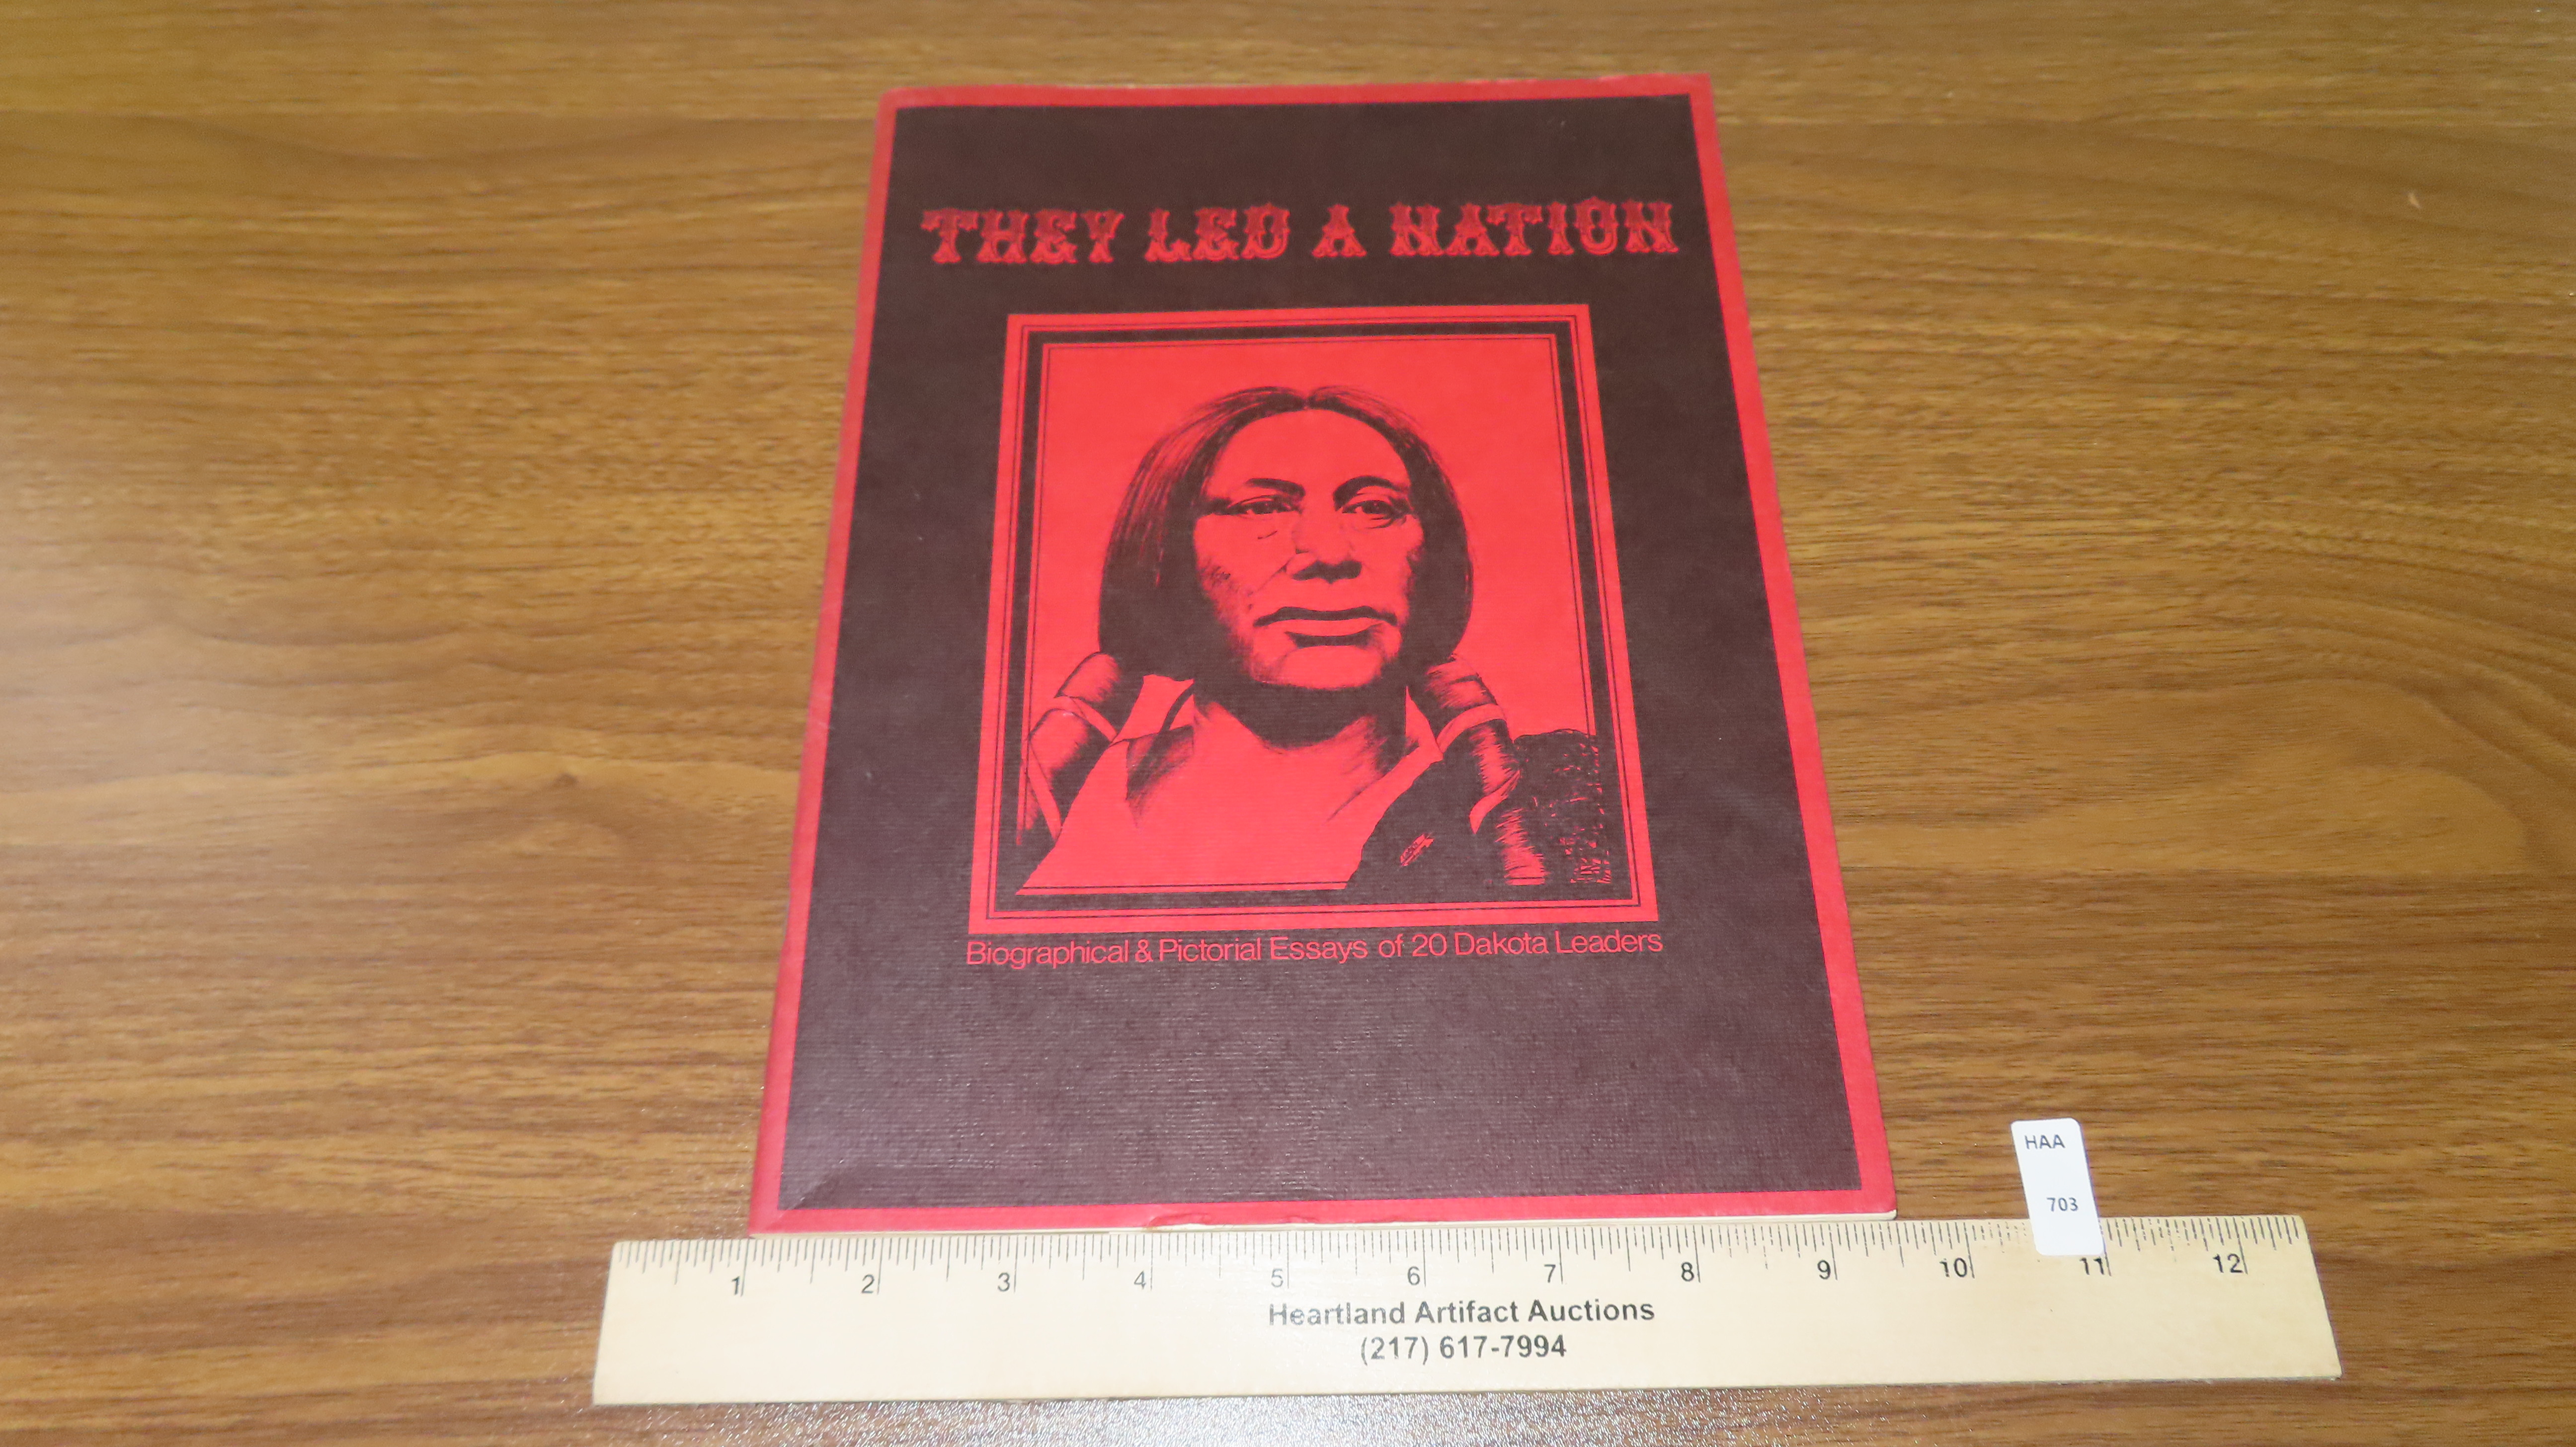 THEY LED A NATION
Biographical & Pictorial Essays of 20 Dakota Leaders
HAA
703
1 2 3 4 5 6 7 8 9 10 11 12
Heartland Artifact Auctions
(217) 617-7994